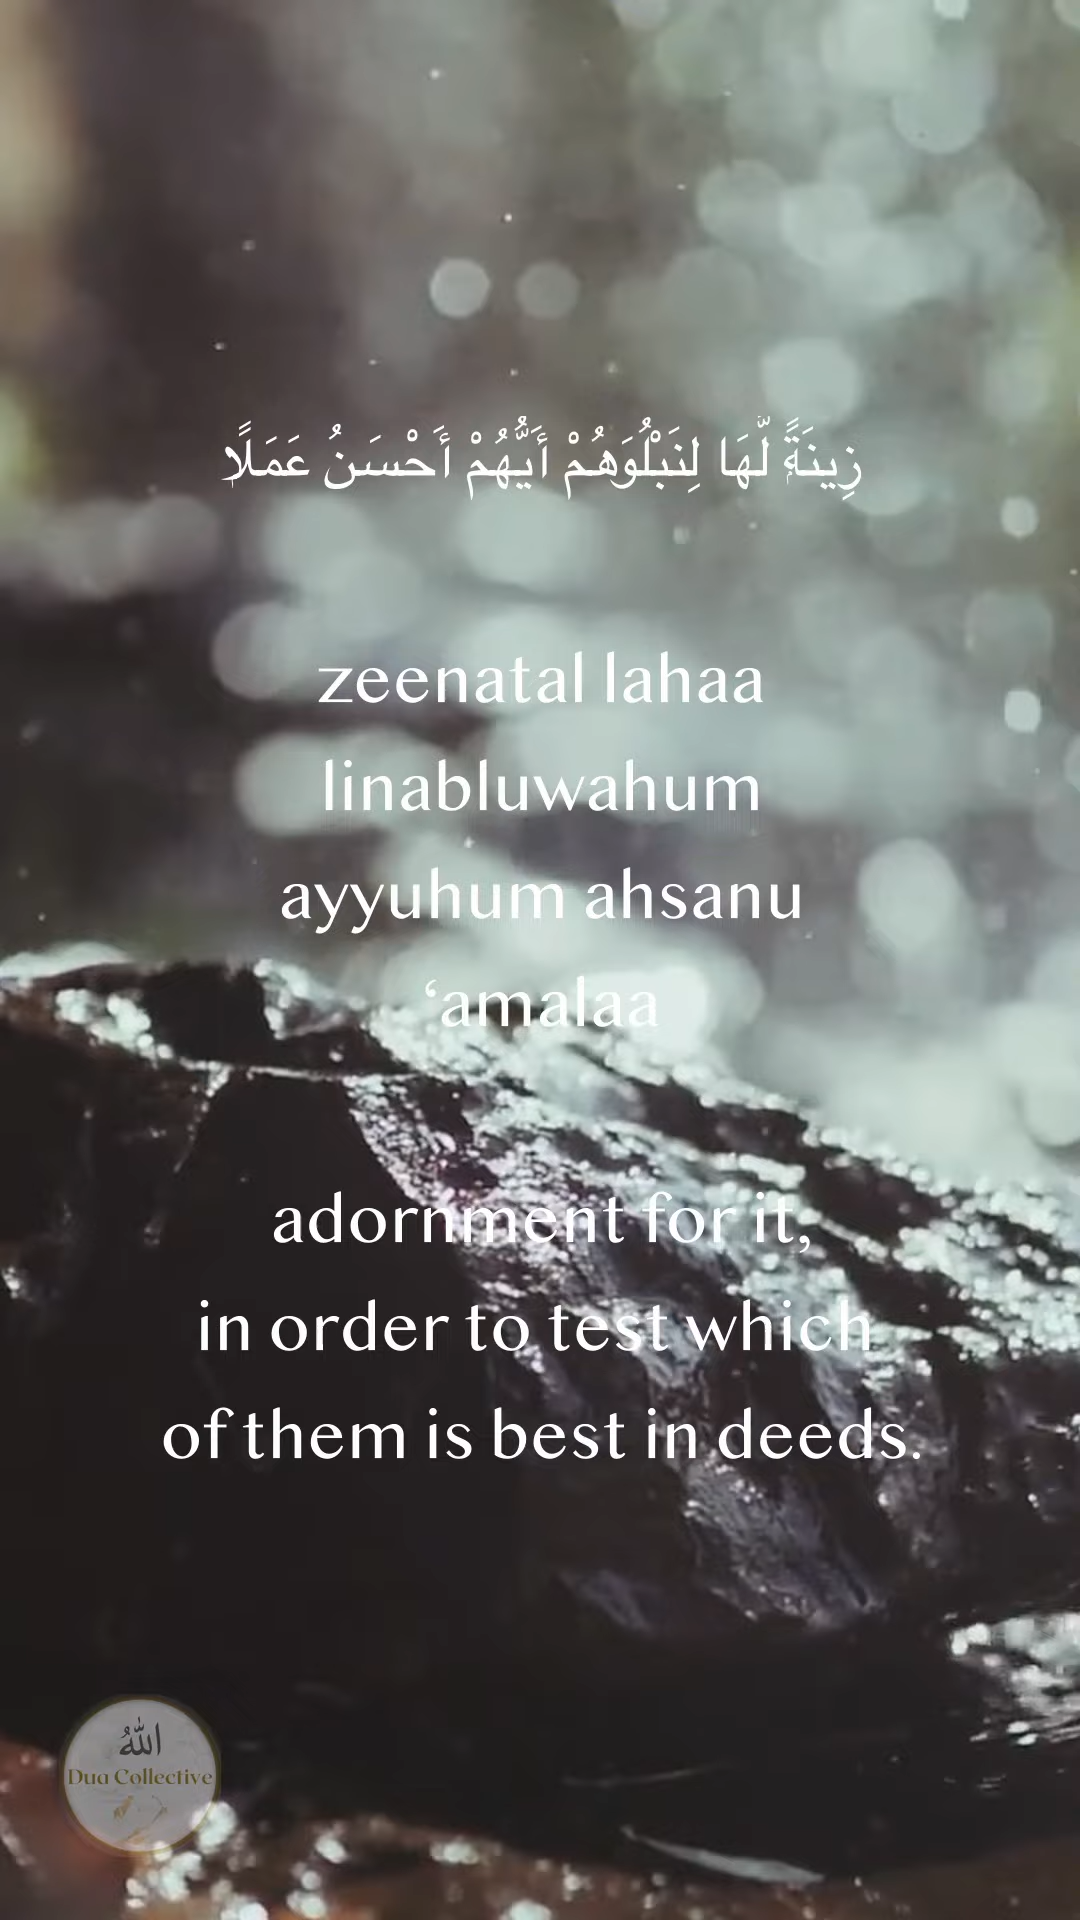 زِينَةً لَّهَا لِنَبْلُوَهُمْ أَيُّهُمْ أَحْسَنُ عَمَلًا
zeenatal lahaa
linabluwahum
ayyuhum ahsanu
‘amalaa
adornment for it,
in order to test which
of them is best in deeds.
اللّٰهُ
Dua Collective